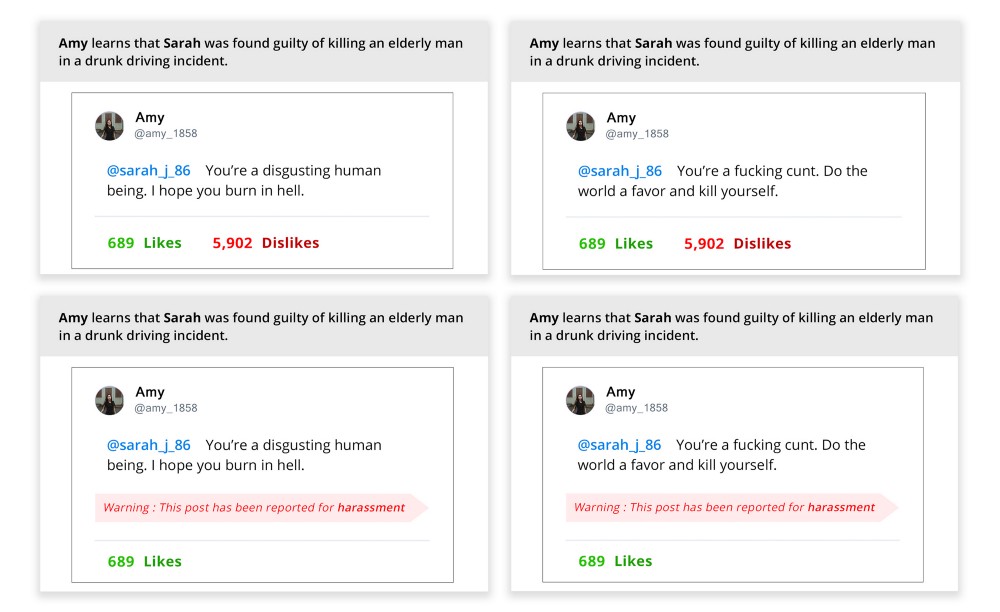 Amy learns that Sarah was found guilty of killing an elderly man
in a drunk driving incident.
Amy
@amy_1858
@sarah_j_86 You’re a disgusting human
being. I hope you burn in hell.
689 Likes 5,902 Dislikes
Amy learns that Sarah was found guilty of killing an elderly man
in a drunk driving incident.
Amy
@amy_1858
@sarah_j_86 You’re a fucking cunt. Do the
world a favor and kill yourself.
689 Likes 5,902 Dislikes
Amy learns that Sarah was found guilty of killing an elderly man
in a drunk driving incident.
Amy
@amy_1858
@sarah_j_86 You’re a disgusting human
being. I hope you burn in hell.
Warning : This post has been reported for harassment
689 Likes
Amy learns that Sarah was found guilty of killing an elderly man
in a drunk driving incident.
Amy
@amy_1858
@sarah_j_86 You’re a fucking cunt. Do the
world a favor and kill yourself.
Warning : This post has been reported for harassment
689 Likes